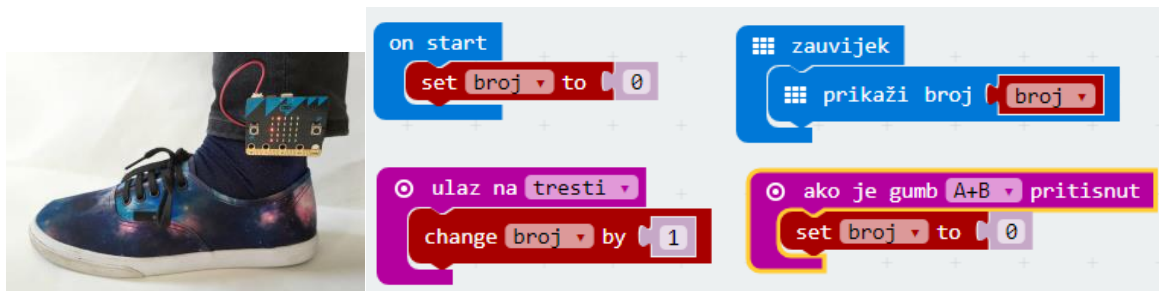 on start
set broj to 0
zauvijek
prikaži broj broj
ulaz na tresti
change broj by 1
ako je gumb A+B pritisnut
set broj to 0